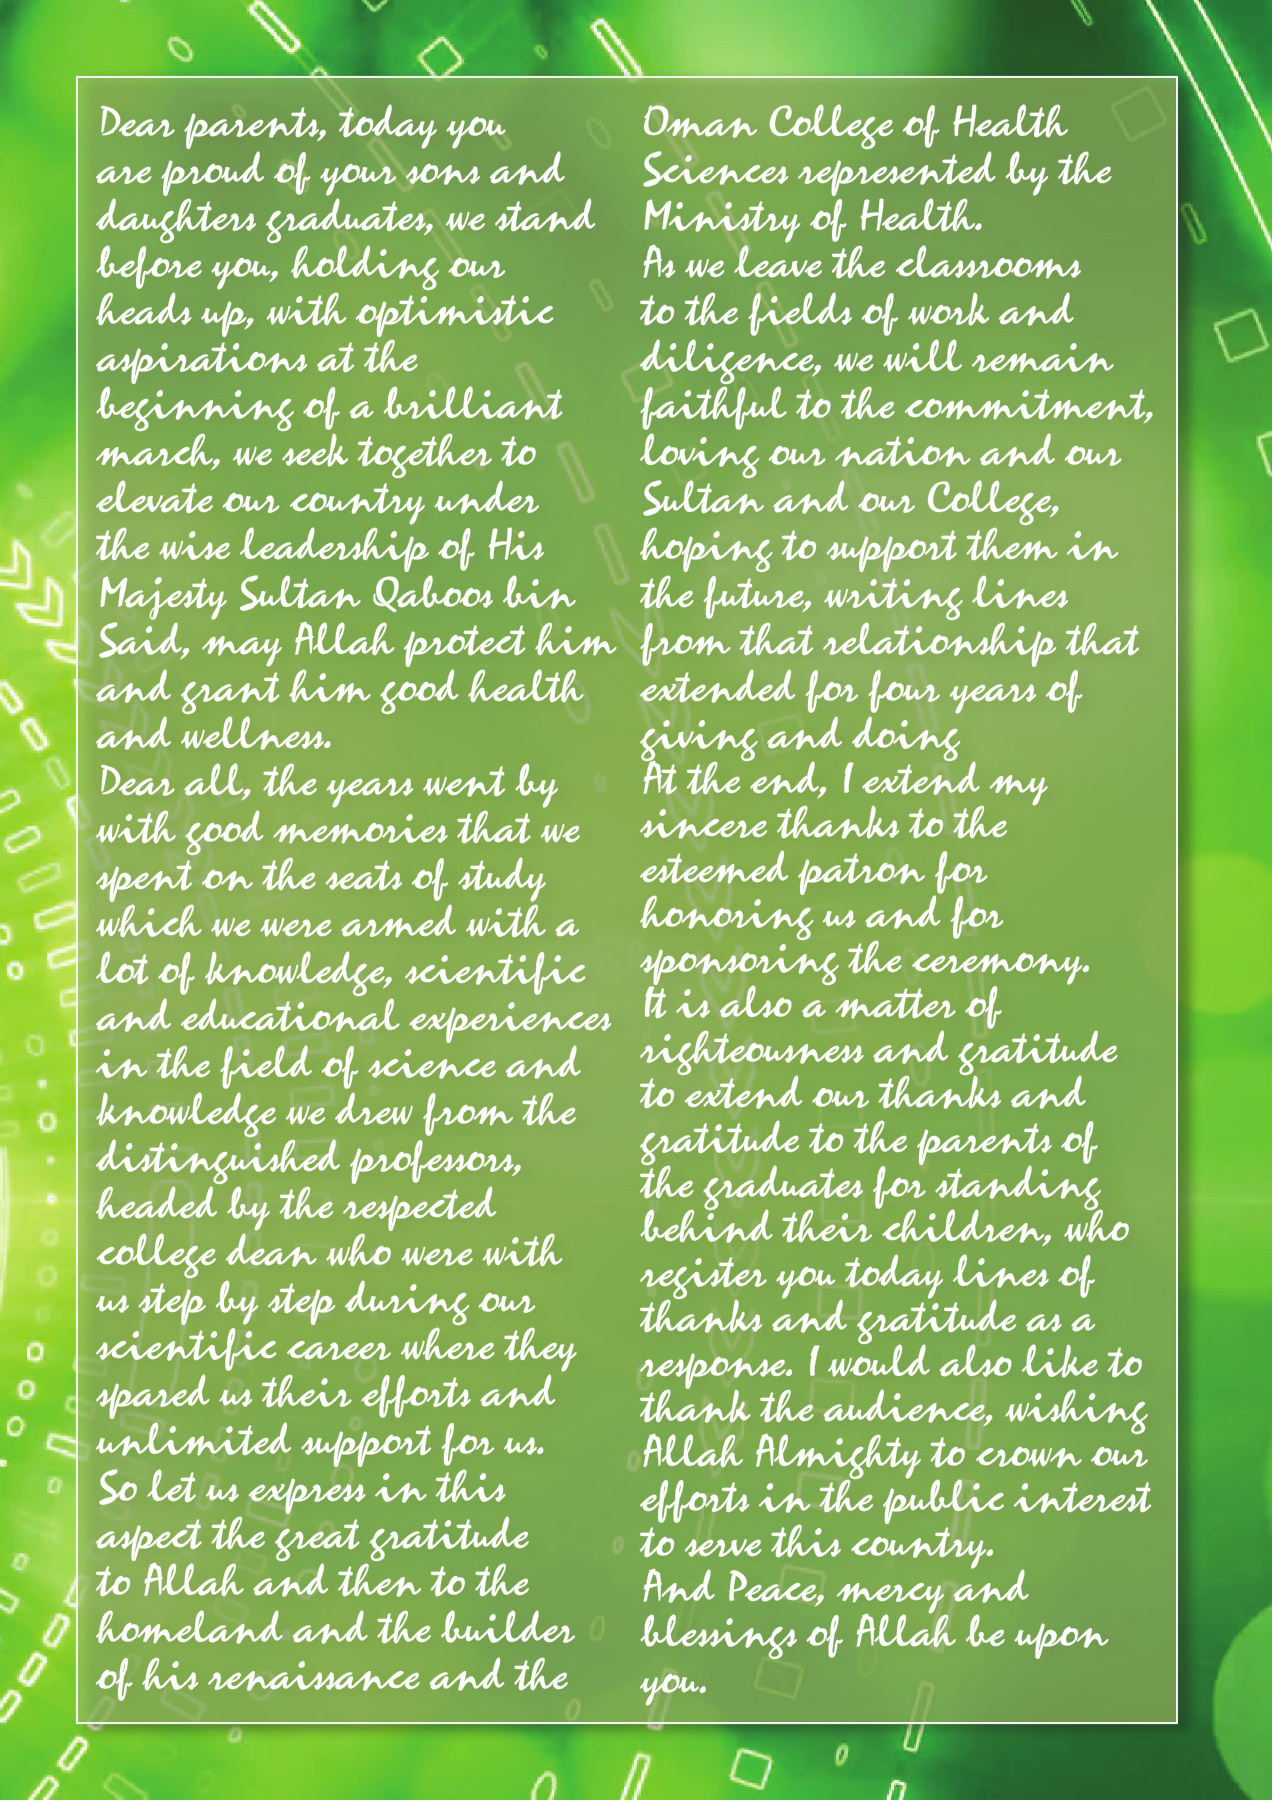 Dear parents, today you
are proud of your sons and
daughters graduates, we stand
before you, holding our
heads up, with optimistic
aspirations at the
beginning of a brilliant
march, we seek together to
elevate our country under
the wise leadership of His
Majesty Sultan Qaboos bin
Said, may Allah protect him
and grant him good health
and wellness.
Dear all, the years went by
with good memories that we
spent on the seats of study
which we were armed with a
lot of knowledge, scientific
and educational experiences
in the field of science and
knowledge we drew from the
distinguished professors,
headed by the respected
college dean who were with
us step by step during our
scientific career where they
spared us their efforts and
unlimited support for us.
So let us express in this
aspect the great gratitude
to Allah and then to the
homeland and the builder
of his renaissance and the
Oman College of Health
Sciences represented by the
Ministry of Health.
As we leave the classrooms
to the fields of work and
diligence, we will remain
faithful to the commitment,
loving our nation and our
Sultan and our College,
hoping to support them in
the future, writing lines
from that relationship that
extended for four years of
giving and doing
At the end, I extend my
sincere thanks to the
esteemed patron for
honoring us and for
sponsoring the ceremony.
It is also a matter of
righteousness and gratitude
to extend our thanks and
gratitude to the parents of
the graduates for standing
behind their children, who
register you today lines of
thanks and gratitude as a
response. I would also like to
thank the audience, wishing
Allah Almighty to crown our
efforts in the public interest
to serve this country.
And Peace, mercy and
blessings of Allah be upon
you.